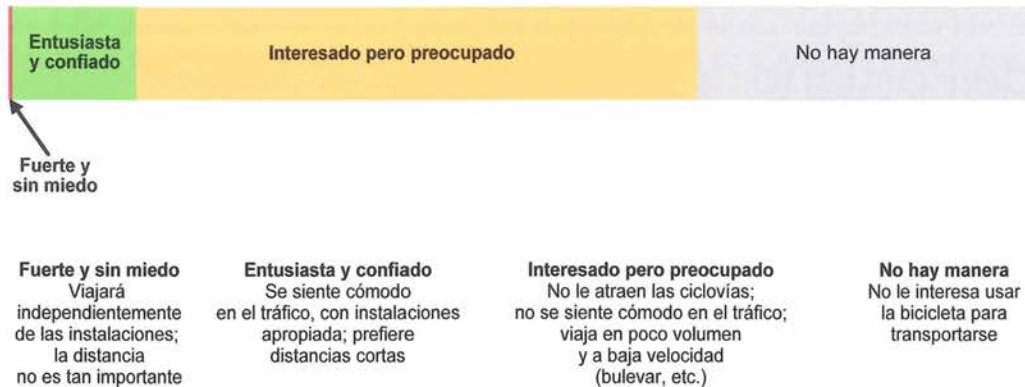 Entusiasta
y confiado
Interesado pero preocupado
No hay manera
Fuerte y
sin miedo
Fuerte y sin miedo
Viajará
independientemente
de las instalaciones;
la distancia
no es tan importante
Entusiasta y confiado
Se siente cómodo
en el tráfico, con instalaciones
apropiada; prefiere
distancias cortas
Interesado pero preocupado
No le atraen las ciclovías;
no se siente cómodo en el tráfico;
viaja en poco volumen
y a baja velocidad
(bulevar, etc.)
No hay manera
No le interesa usar
la bicicleta para
transportarse